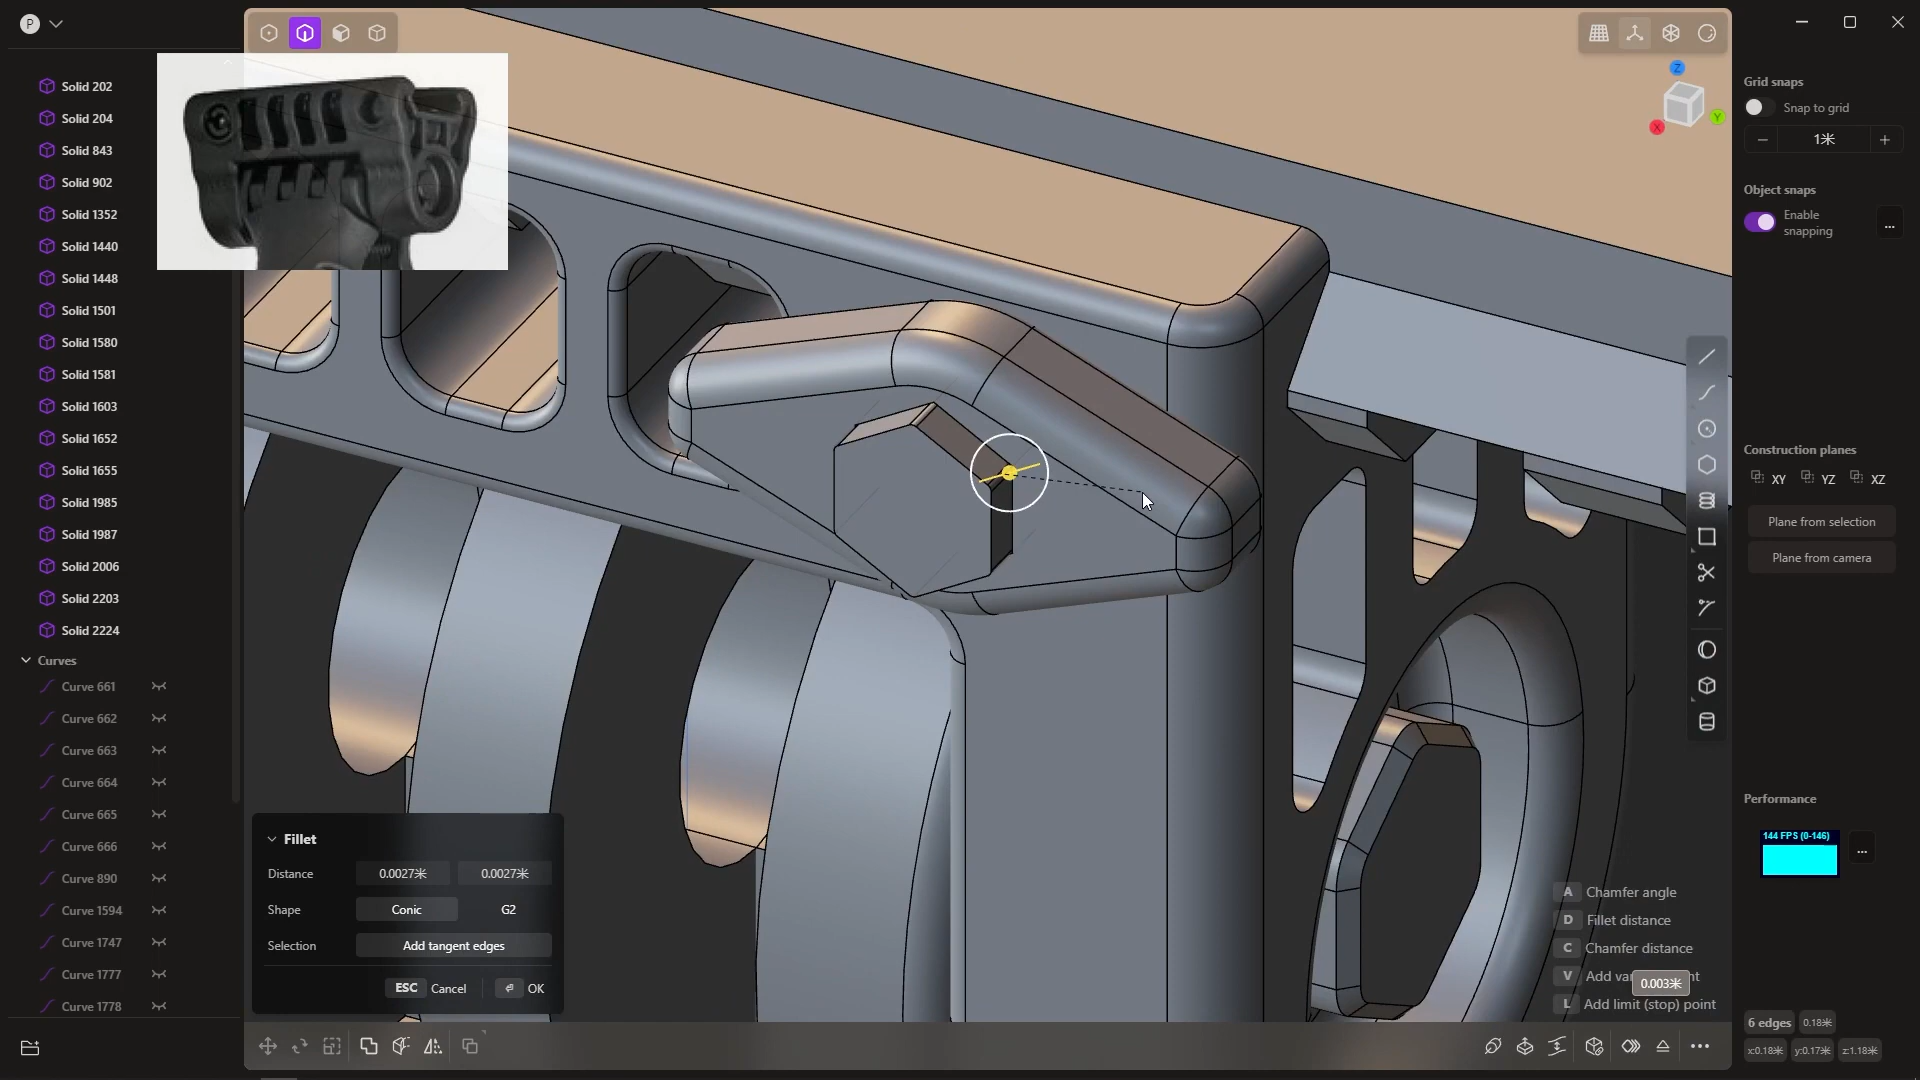 P
Solid 202
Solid 204
Solid 843
Solid 902
Solid 1352
Solid 1440
Solid 1448
Solid 1501
Solid 1580
Solid 1581
Solid 1603
Solid 1652
Solid 1655
Solid 1985
Solid 1987
Solid 2006
Solid 2203
Solid 2224
Curves
Curve 661
Curve 662
Curve 663
Curve 664
Curve 665
Curve 666
Curve 890
Curve 1594
Curve 1747
Curve 1777
Curve 1778
Fillet
Distance 0.0027米 0.0027米
Shape Conic G2
Selection Add tangent edges
ESC Cancel OK
Z
X
Y
A Chamfer angle
D Fillet distance
C Chamfer distance
V Add var nt
0.003米
L Add limit (stop) point
Grid snaps
Snap to grid
1米
Object snaps
Enable
snapping
...
Construction planes
XY YZ XZ
Plane from selection
Plane from camera
Performance
144 FPS (0-146)
...
6 edges 0.18米
x:0.18米 y:0.17米 z:1.18米